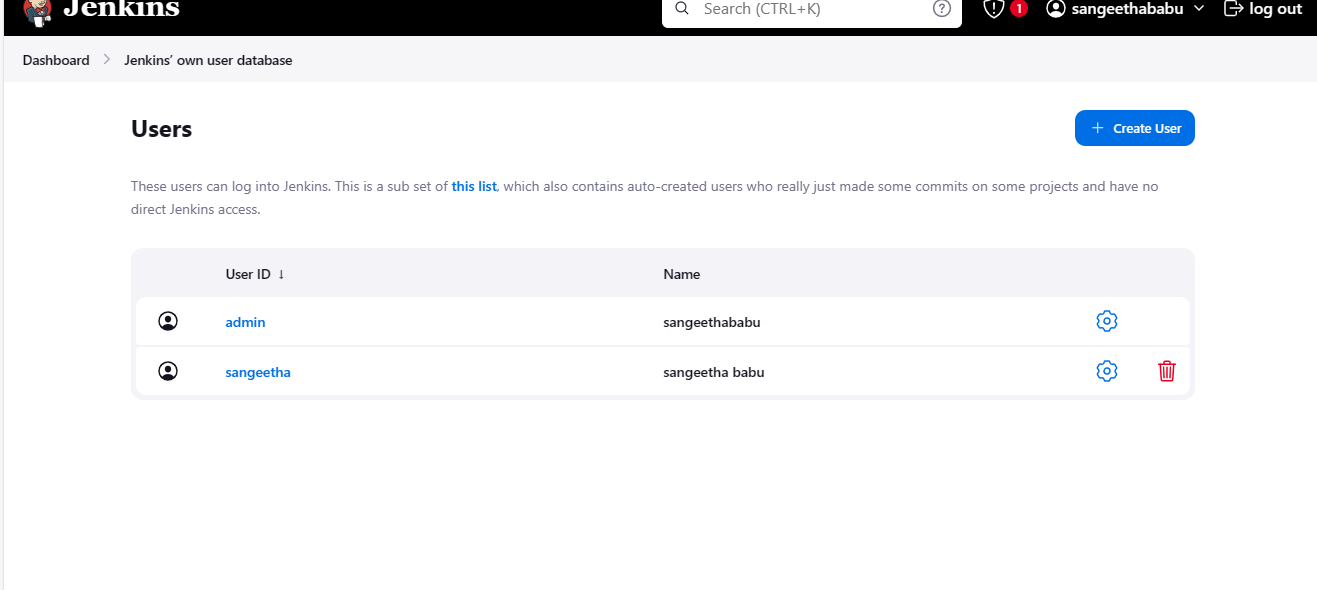 Jenkins
Search (CTRL+K)
1
sangeethababu
log out
Dashboard
Jenkins' own user database
Users
+ Create User
These users can log into Jenkins. This is a sub set of this list, which also contains auto-created users who really just made some commits on some projects and have no
direct Jenkins access.
User ID ↓ Name
admin sangeethababu
sangeetha sangeetha babu